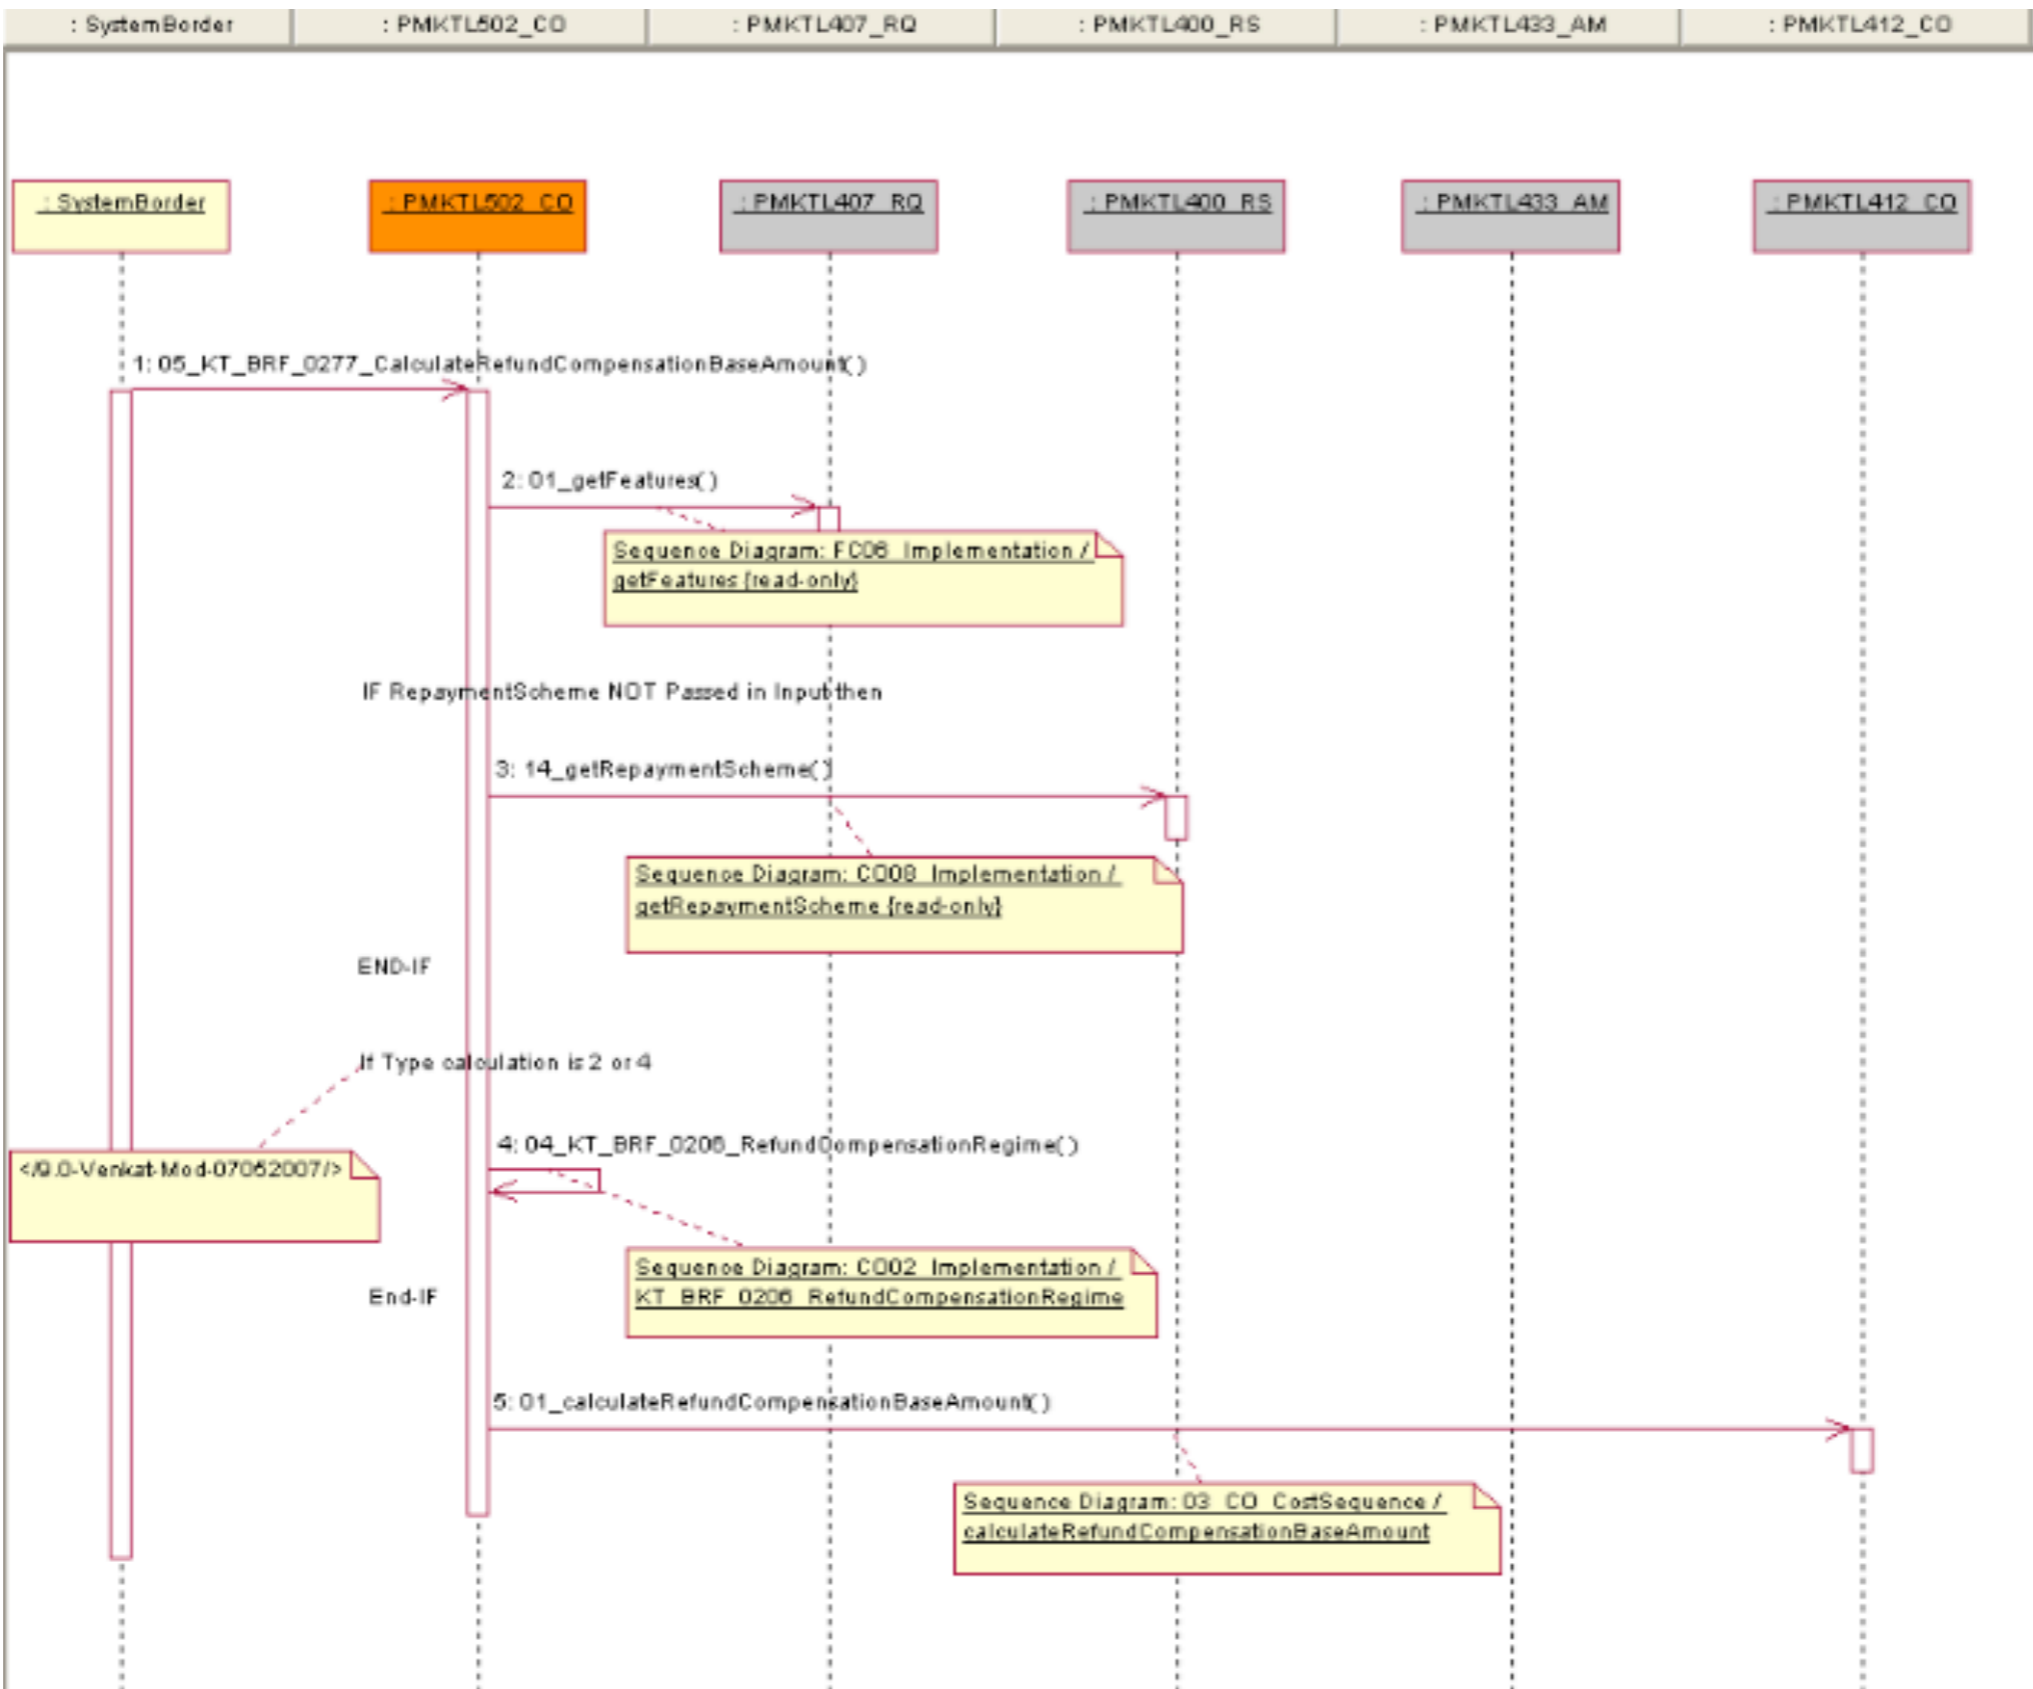 : SystemBorder
: PMKTL502_CO
: PMKTL407_RQ
: PMKTL400_RS
: PMKTL433_AM
: PMKTL412_CO
: SystemBorder
: PMKTL502_CO
: PMKTL407_RQ
: PMKTL400_RS
: PMKTL433_AM
: PMKTL412_CO
1: 05_KT_BRF_0277_CalculateRefundCompensationBaseAmount()
2: 01_getFeatures()
Sequence Diagram: FC06_Implementation /
getFeatures {read-only}
IF RepaymentScheme NOT Passed in Input then
3: 14_getRepaymentScheme()
Sequence Diagram: CO08_Implementation /
getRepaymentScheme {read-only}
END-IF
If Type calculation is 2 or 4
4: 04_KT_BRF_0206_RefundCompensationRegime()
</9.0-Venkat-Mod-07052007/>
Sequence Diagram: CO02_Implementation /
KT_BRF_0206_RefundCompensationRegime
End-IF
5: 01_calculateRefundCompensationBaseAmount()
Sequence Diagram: 03_CO_CostSequence /
calculateRefundCompensationBaseAmount